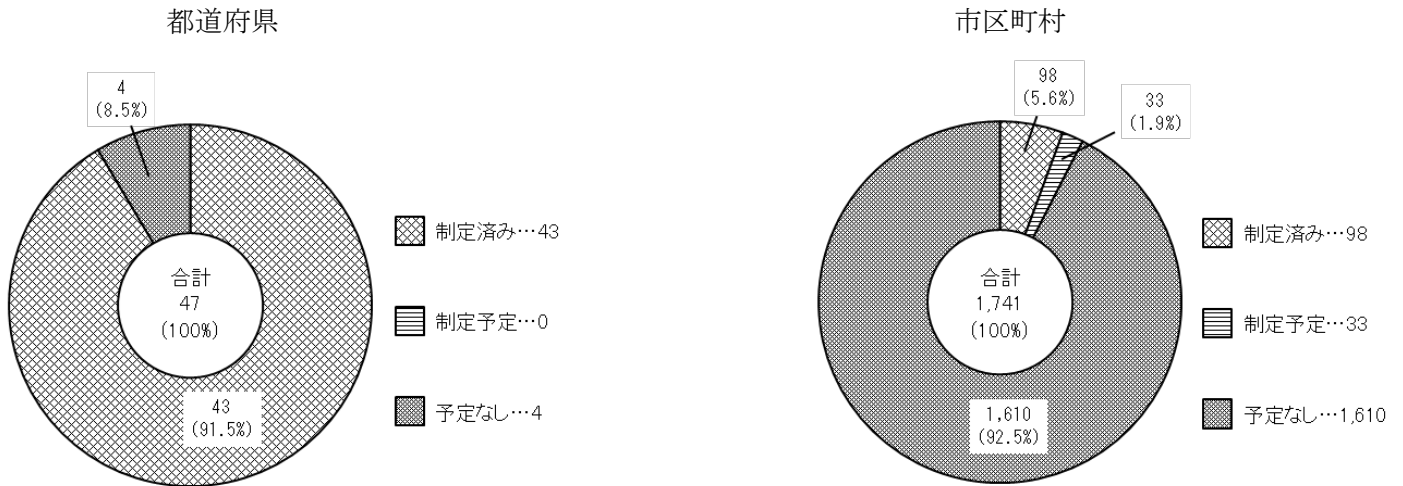 都道府県
4
(8.5%)
合計
47
(100%)
43
(91.5%)
制定済み…43
制定予定…0
予定なし…4
市区町村
98
(5.6%)
33
(1.9%)
合計
1,741
(100%)
1,610
(92.5%)
制定済み…98
制定予定…33
予定なし…1,610